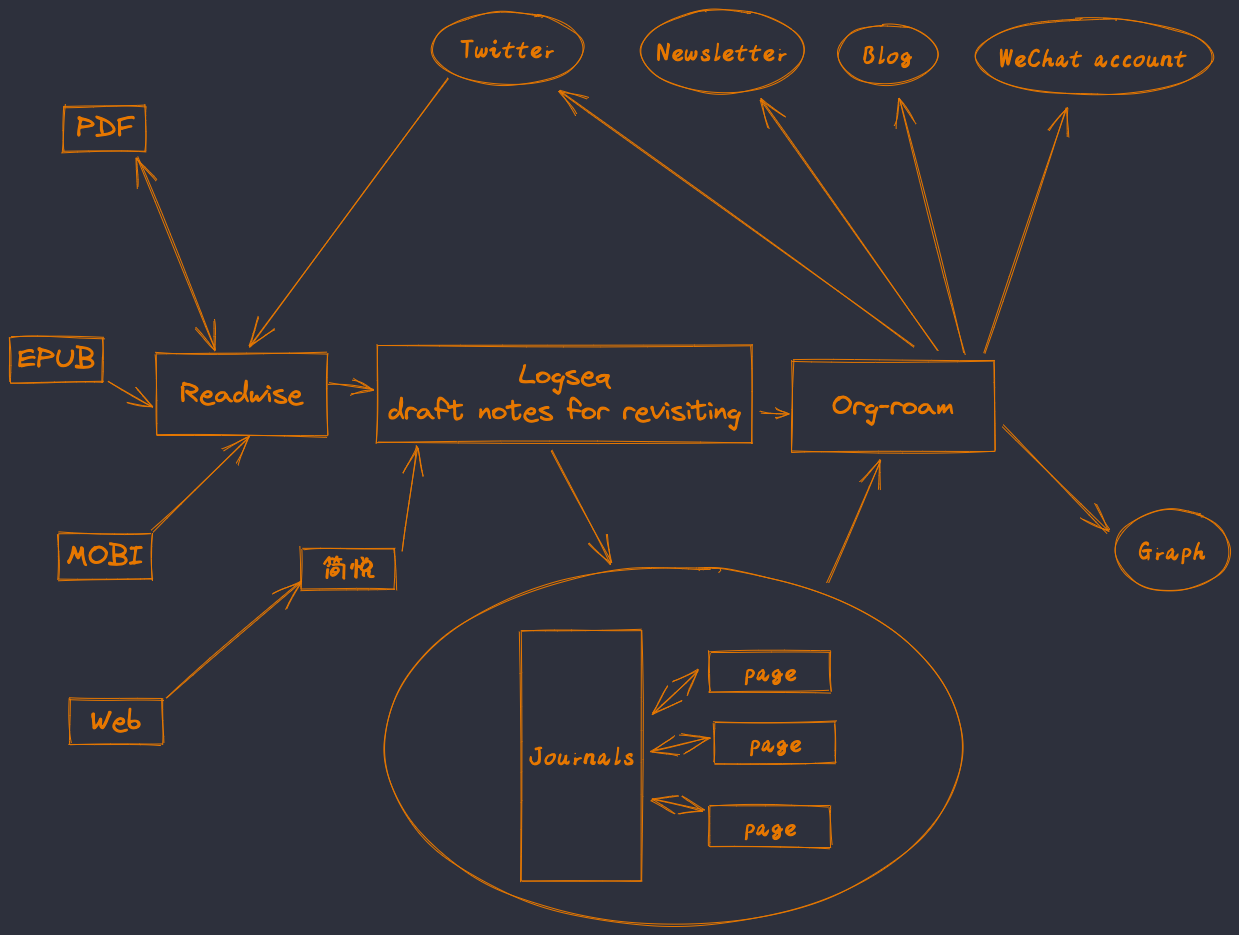 Twitter
Newsletter
Blog
WeChat account
PDF
EPUB
Readwise
Logseq
draft notes for revisiting
Org-roam
MOBI
简悦
Graph
Web
Journals
page
page
page